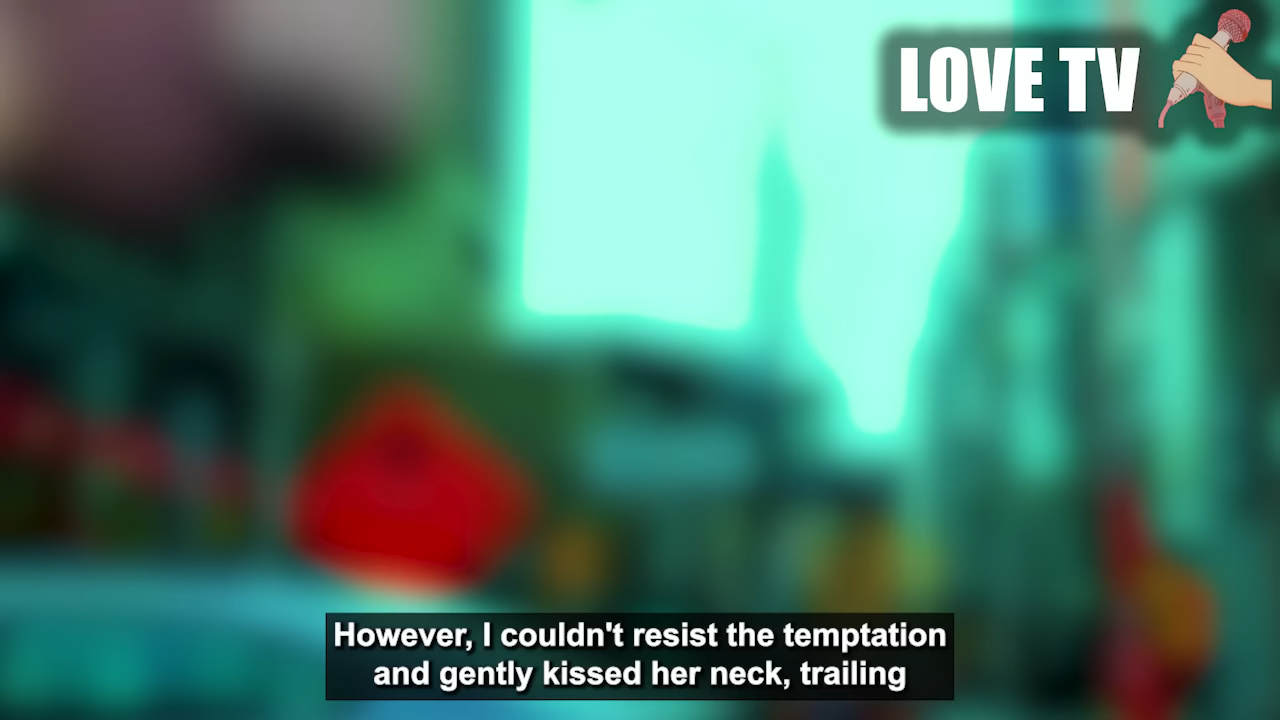 LOVE TV
However, I couldn't resist the temptation
and gently kissed her neck, trailing